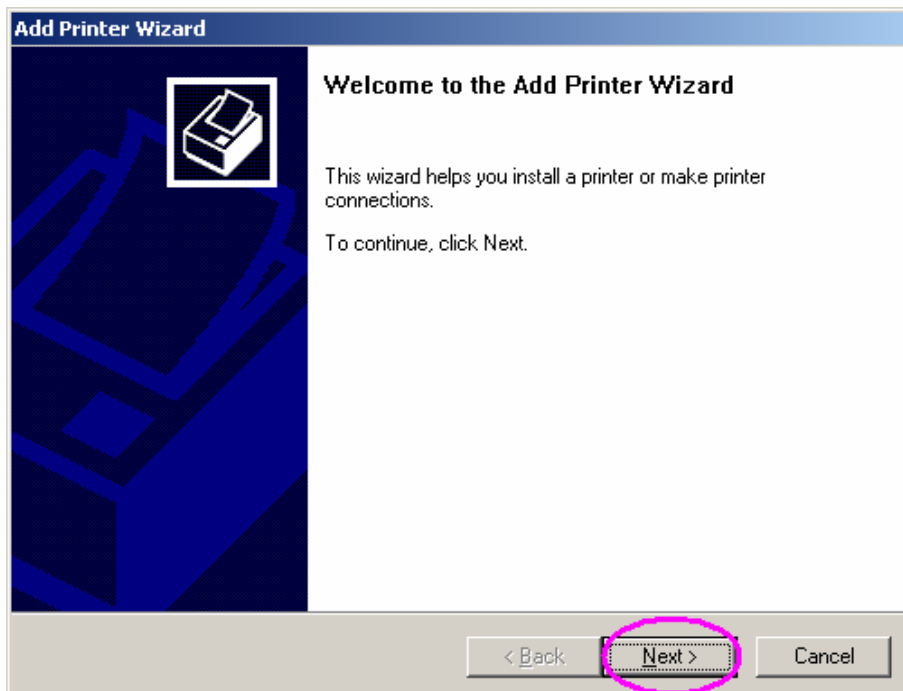 Add Printer Wizard
Welcome to the Add Printer Wizard
This wizard helps you install a printer or make printer
connections.
To continue, click Next.
< Back
Next >
Cancel